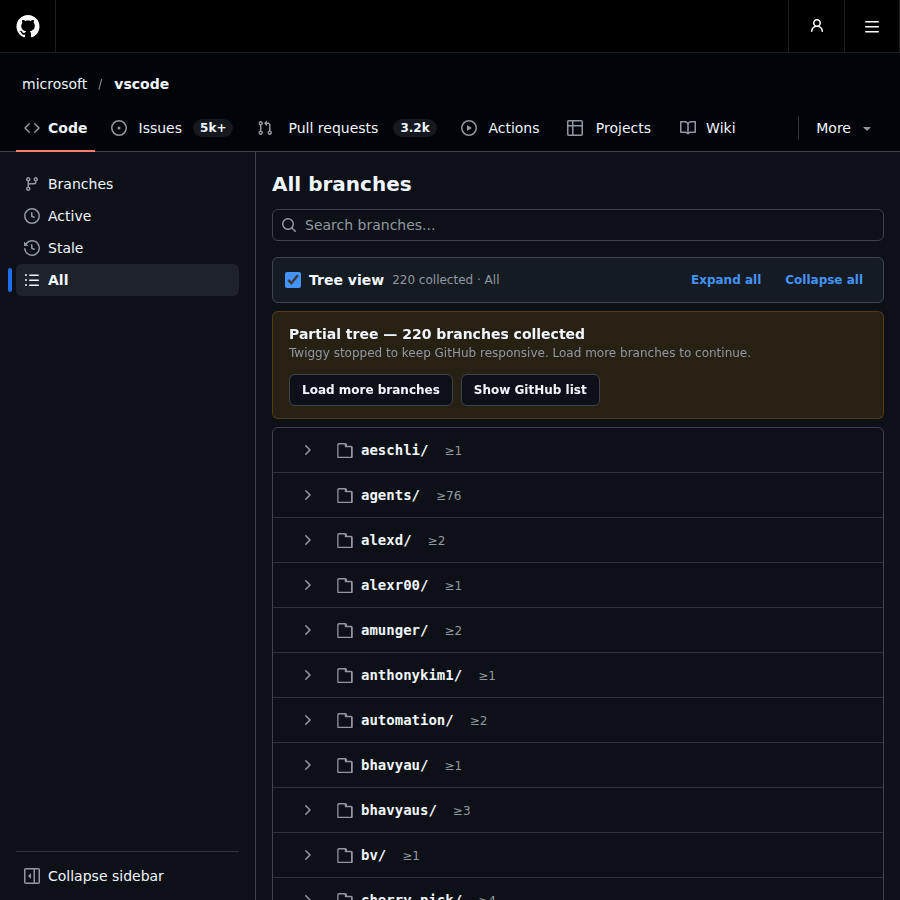 microsoft / vscode
Code Issues 5k+ Pull requests 3.2k Actions Projects Wiki More
Branches
Active
Stale
All
Collapse sidebar
All branches
Search branches...
Tree view 220 collected · All Expand all Collapse all
Partial tree — 220 branches collected
Twiggy stopped to keep GitHub responsive. Load more branches to continue.
Load more branches Show GitHub list
aeschli/ ≥1
agents/ ≥76
alexd/ ≥2
alexr00/ ≥1
amunger/ ≥2
anthonykim1/ ≥1
automation/ ≥2
bhavyau/ ≥1
bhavyaus/ ≥3
bv/ ≥1
cherry-pick/ ≥4